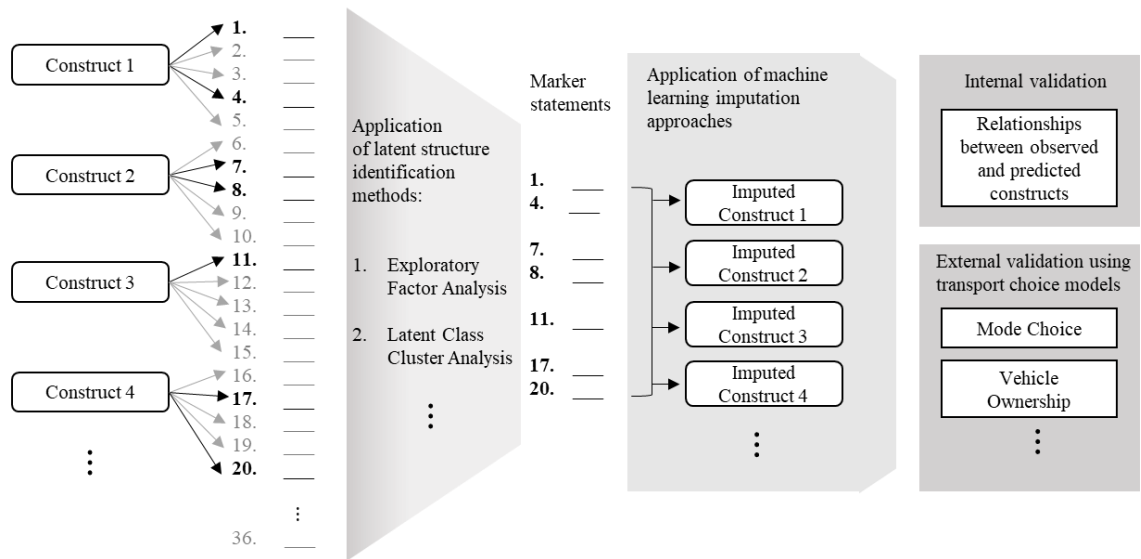 Construct 1
Construct 2
Construct 3
Construct 4
1.
2.
3.
4.
5.
6.
7.
8.
9.
10.
11.
12.
13.
14.
15.
16.
17.
18.
19.
20.
36.
Application
of latent structure
identification
methods:
1. Exploratory
Factor Analysis
2. Latent Class
Cluster Analysis
Marker
statements
1.
4.
7.
8.
11.
17.
20.
Application of machine
learning imputation
approaches
Imputed
Construct 1
Imputed
Construct 2
Imputed
Construct 3
Imputed
Construct 4
Internal validation
Relationships
between observed
and predicted
constructs
External validation using
transport choice models
Mode Choice
Vehicle
Ownership